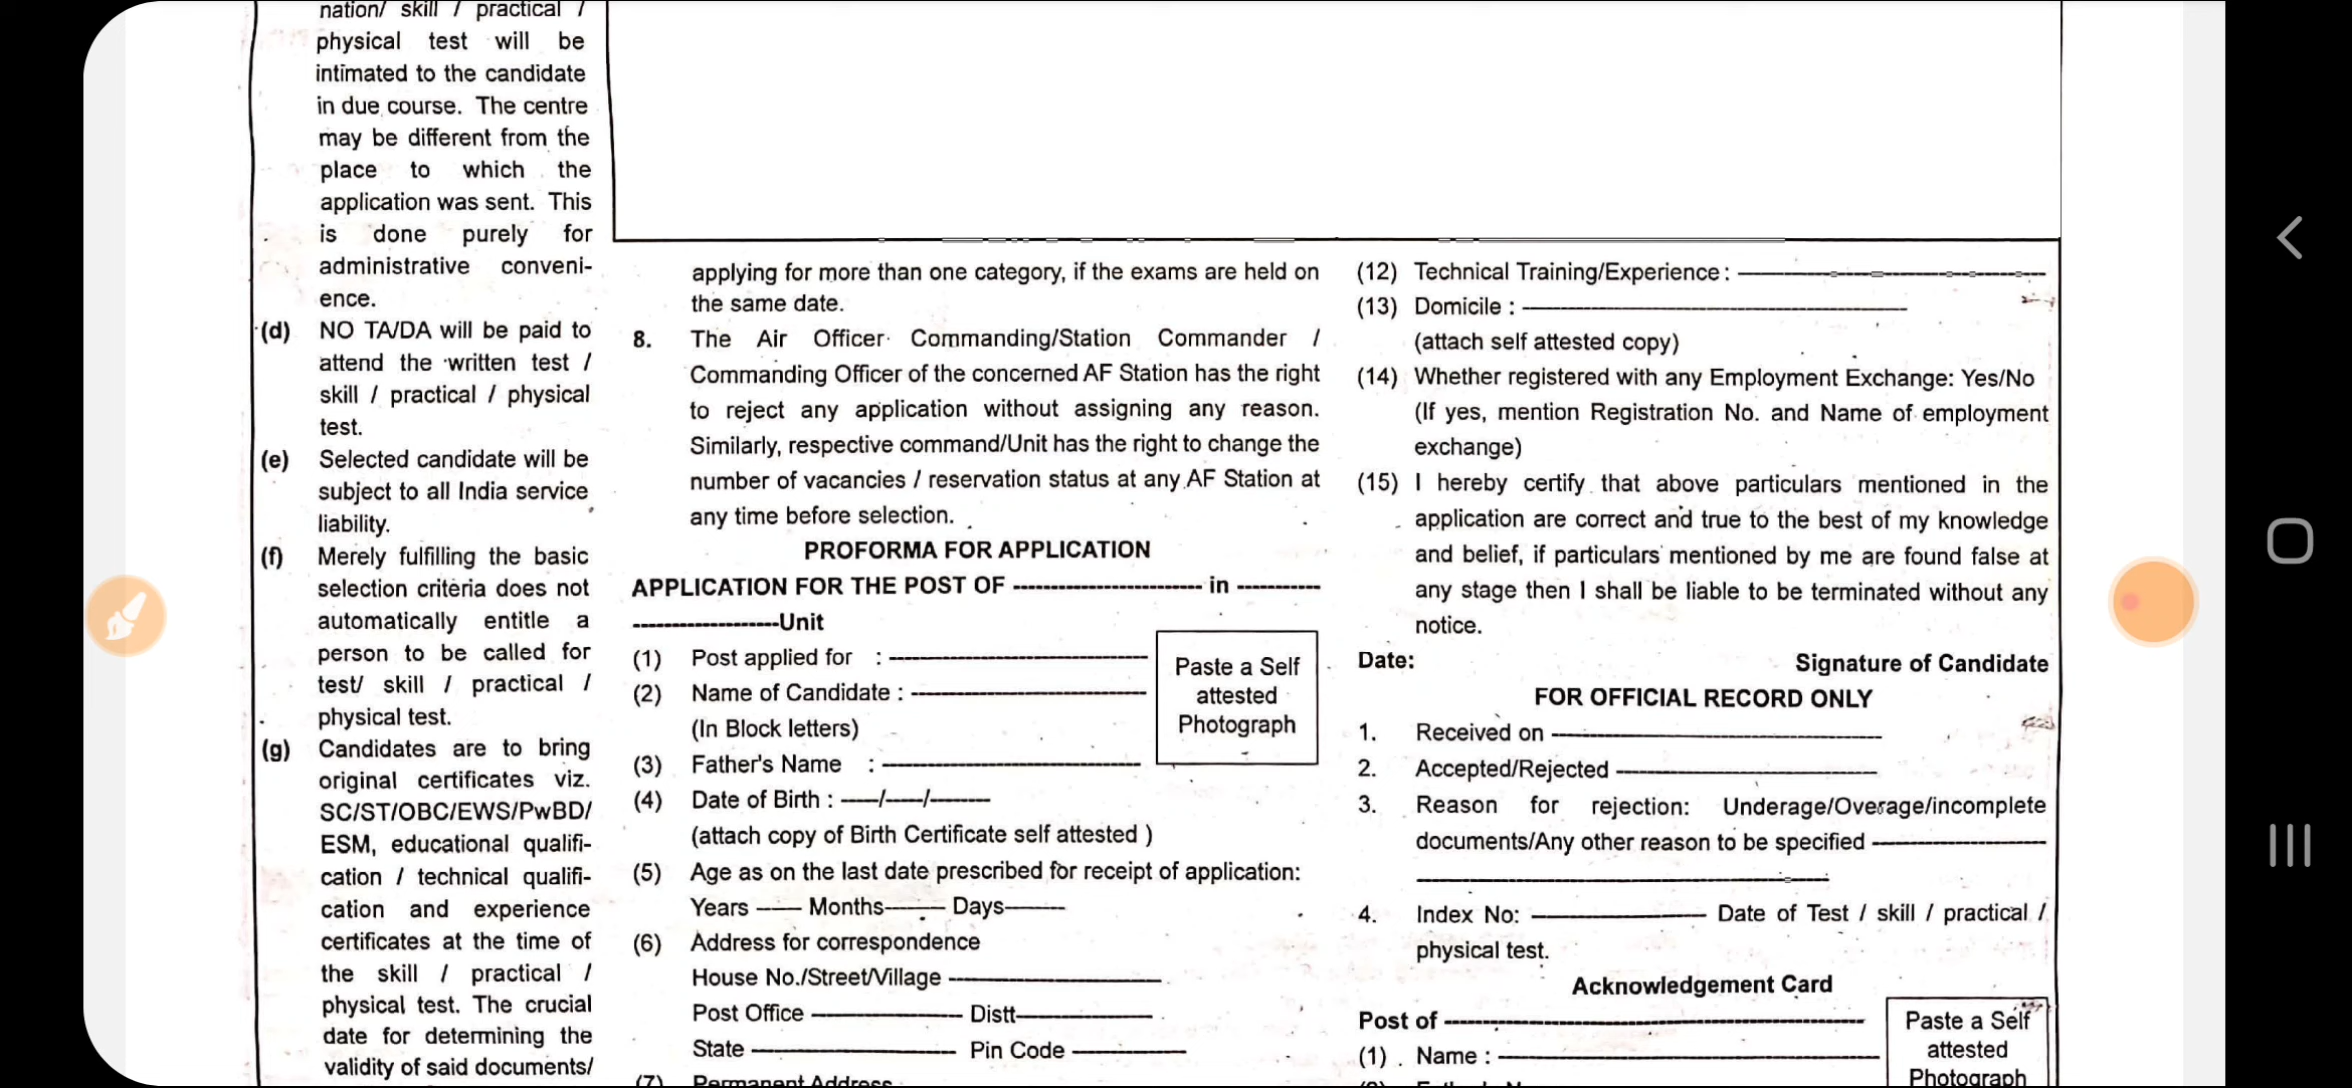 nation/ skill / practical /
physical test will be
intimated to the candidate
in due course. The centre
may be different from the
place to which the
application was sent. This
is done purely for
administrative conveni-
ence.
(d) NO TA/DA will be paid to
attend the written test /
skill / practical / physical
test.
(e) Selected candidate will be
subject to all India service
liability.
(f) Merely fulfilling the basic
selection criteria does not
automatically entitle a
person to be called for
test/ skill / practical /
physical test.
(g) Candidates are to bring
original certificates viz.
SC/ST/OBC/EWS/PwBD/
ESM, educational qualifi-
cation / technical qualifi-
cation and experience
certificates at the time of
the skill / practical /
physical test. The crucial
date for determining the
validity of said documents/
applying for more than one category, if the exams are held on
the same date.
8. The Air Officer Commanding/Station Commander /
Commanding Officer of the concerned AF Station has the right
to reject any application without assigning any reason.
Similarly, respective command/Unit has the right to change the
number of vacancies / reservation status at any AF Station at
any time before selection.
PROFORMA FOR APPLICATION
APPLICATION FOR THE POST OF ------------------------ in -----------
-------------------Unit
(1) Post applied for : 
(2) Name of Candidate :
(In Block letters)
(3) Father's Name :
(4) Date of Birth : ----/----/------
(attach copy of Birth Certificate self attested )
(5) Age as on the last date prescribed for receipt of application:
Years ---- Months------ Days------
(6) Address for correspondence
House No./Street/Village
Post Office ------------ Distt------------
State ---------------- Pin Code ---------
(7) Permanent Address
Paste a Self
attested
Photograph
(12) Technical Training/Experience :
(13) Domicile :
(attach self attested copy)
(14) Whether registered with any Employment Exchange: Yes/No
(If yes, mention Registration No. and Name of employment
exchange)
(15) I hereby certify that above particulars mentioned in the
application are correct and true to the best of my knowledge
and belief, if particulars mentioned by me are found false at
any stage then I shall be liable to be terminated without any
notice.
Date: Signature of Candidate
FOR OFFICIAL RECORD ONLY
1. Received on
2. Accepted/Rejected
3. Reason for rejection: Underage/Overage/incomplete
documents/Any other reason to be specified
4. Index No: -------------- Date of Test / skill / practical /
physical test.
Acknowledgement Card
Post of
(1) . Name :
Paste a Self
attested
Photograph